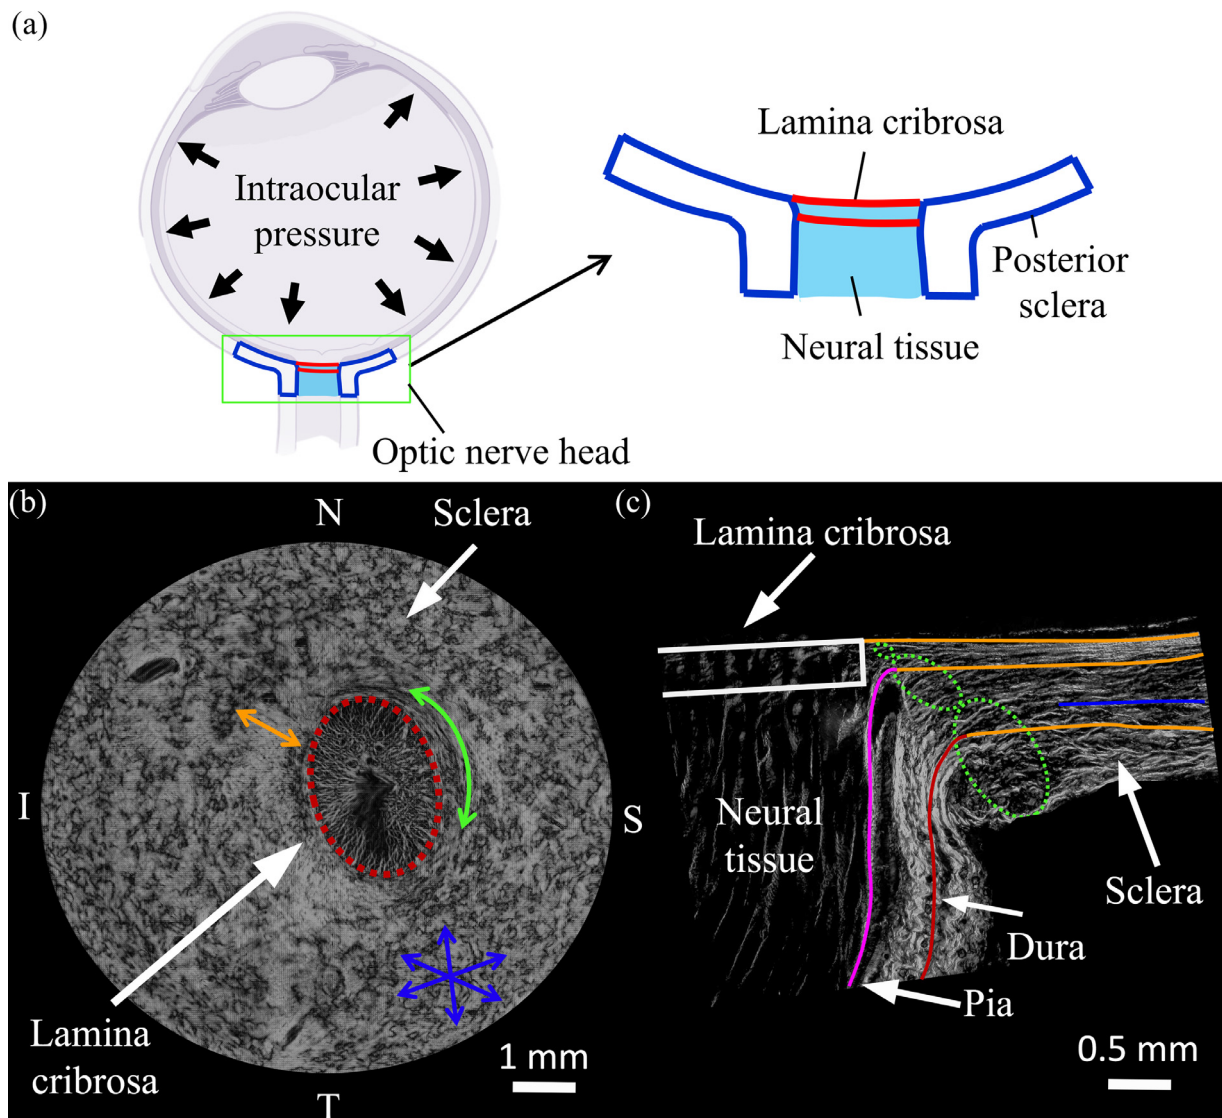 (a)
Intraocular
pressure
Lamina cribrosa
Posterior
sclera
Neural tissue
Optic nerve head
(b)
N
Sclera
I
S
Lamina
cribrosa
T
1 mm
(c)
Lamina cribrosa
Neural
tissue
Sclera
Dura
Pia
0.5 mm